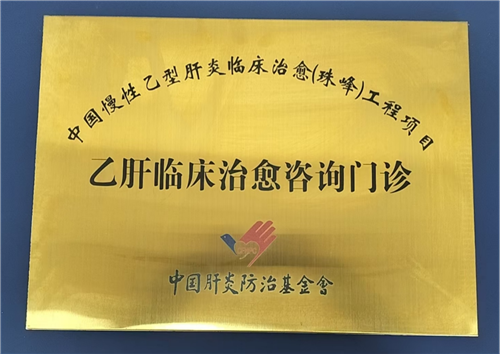 中国慢性乙型肝炎临床治愈(珠峰)工程项目
乙肝临床治愈咨询门诊
中国肝炎防治基金會